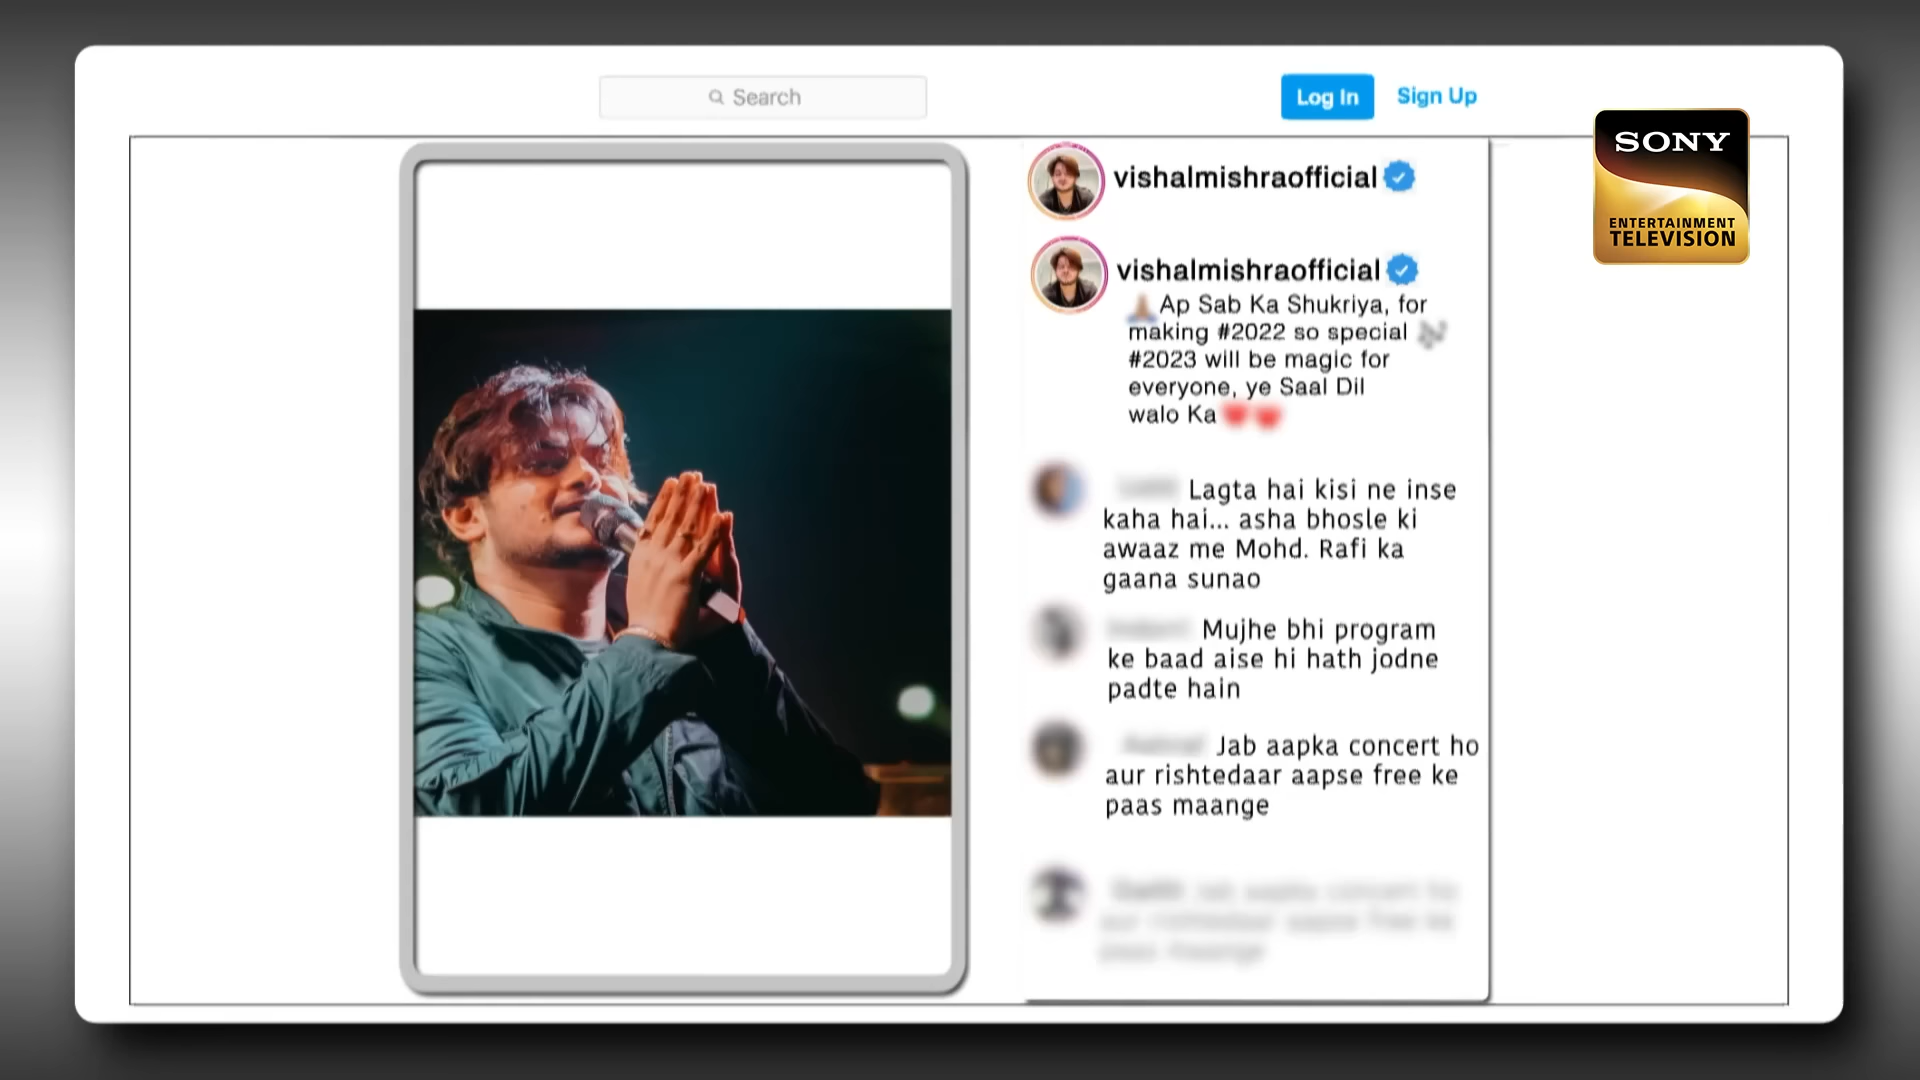 Search
Log In
Sign Up
SONY
ENTERTAINMENT
TELEVISION
vishalmishraofficial
vishalmishraofficial
Ap Sab Ka Shukriya, for
making #2022 so special
#2023 will be magic for
everyone, ye Saal Dil
walo Ka
Lagta hai kisi ne inse
kaha hai... asha bhosle ki
awaaz me Mohd. Rafi ka
gaana sunao
Mujhe bhi program
ke baad aise hi hath jodne
padte hain
Jab aapka concert ho
aur rishtedaar aapse free ke
paas maange